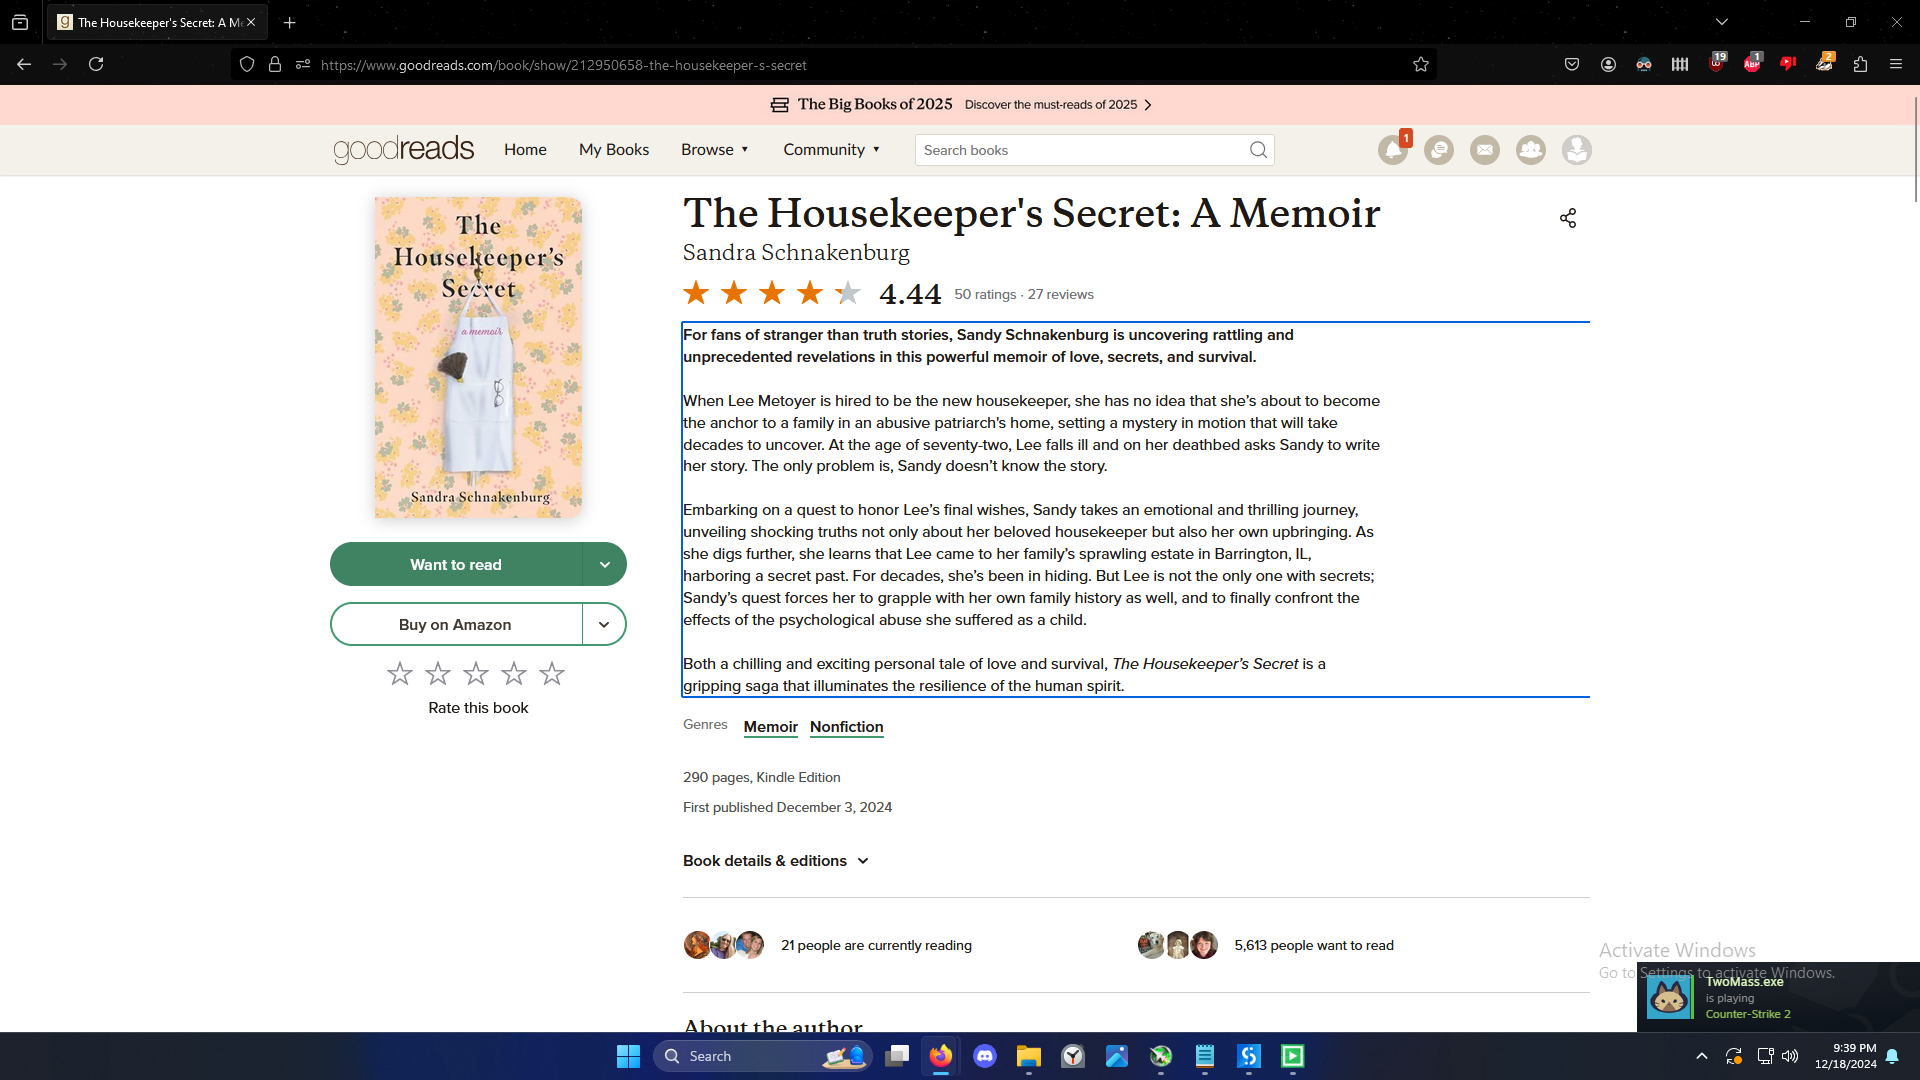 The Housekeeper's Secret: A Me
https://www.goodreads.com/book/show/212950658-the-housekeeper-s-secret
19
1
2
The Big Books of 2025 Discover the must-reads of 2025
goodreads
Home
My Books
Browse
Community
Search books
1
The
Housekeeper's
Secret
a memoir
Sandra Schnakenburg
Want to read
Buy on Amazon
Rate this book
The Housekeeper's Secret: A Memoir
Sandra Schnakenburg
4.44 50 ratings · 27 reviews
For fans of stranger than truth stories, Sandy Schnakenburg is uncovering rattling and
unprecedented revelations in this powerful memoir of love, secrets, and survival.
When Lee Metoyer is hired to be the new housekeeper, she has no idea that she’s about to become
the anchor to a family in an abusive patriarch's home, setting a mystery in motion that will take
decades to uncover. At the age of seventy-two, Lee falls ill and on her deathbed asks Sandy to write
her story. The only problem is, Sandy doesn’t know the story.
Embarking on a quest to honor Lee’s final wishes, Sandy takes an emotional and thrilling journey,
unveiling shocking truths not only about her beloved housekeeper but also her own upbringing. As
she digs further, she learns that Lee came to her family’s sprawling estate in Barrington, IL,
harboring a secret past. For decades, she’s been in hiding. But Lee is not the only one with secrets;
Sandy’s quest forces her to grapple with her own family history as well, and to finally confront the
effects of the psychological abuse she suffered as a child.
Both a chilling and exciting personal tale of love and survival, The Housekeeper’s Secret is a
gripping saga that illuminates the resilience of the human spirit.
Genres Memoir Nonfiction
290 pages, Kindle Edition
First published December 3, 2024
Book details & editions
21 people are currently reading
5,613 people want to read
About the author
Activate Windows
Go to Settings to activate Windows.
TwoMass.exe
is playing
Counter-Strike 2
Search
9:39 PM
12/18/2024